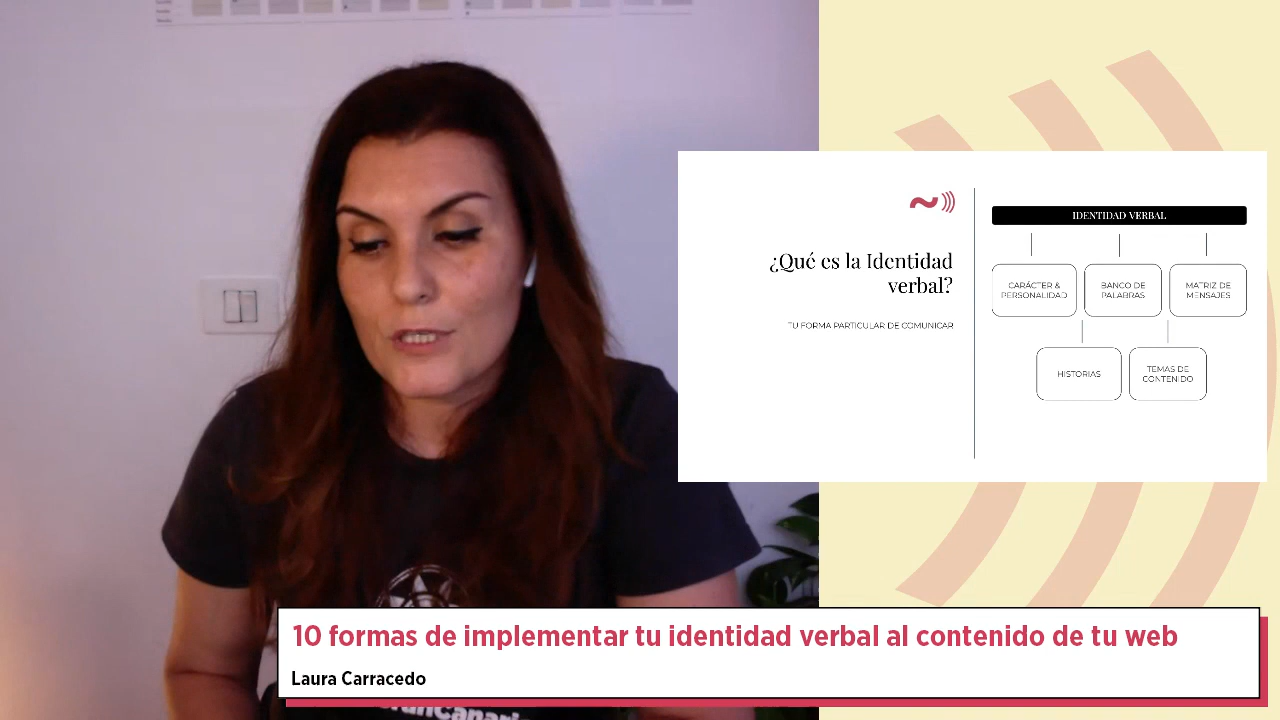 ¿Qué es la Identidad
verbal?
TU FORMA PARTICULAR DE COMUNICAR
IDENTIDAD VERBAL
CARÁCTER &
PERSONALIDAD
BANCO DE
PALABRAS
MATRIZ DE
MENSAJES
HISTORIAS
TEMAS DE
CONTENIDO
10 formas de implementar tu identidad verbal al contenido de tu web
Laura Carracedo